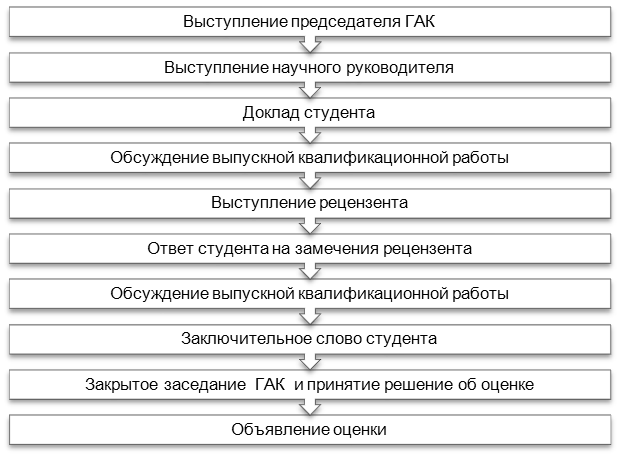 Выступление председателя ГАК
Выступление научного руководителя
Доклад студента
Обсуждение выпускной квалификационной работы
Выступление рецензента
Ответ студента на замечения рецензента
Обсуждение выпускной квалификационной работы
Заключительное слово студента
Закрытое заседание ГАК и принятие решение об оценке
Объявление оценки